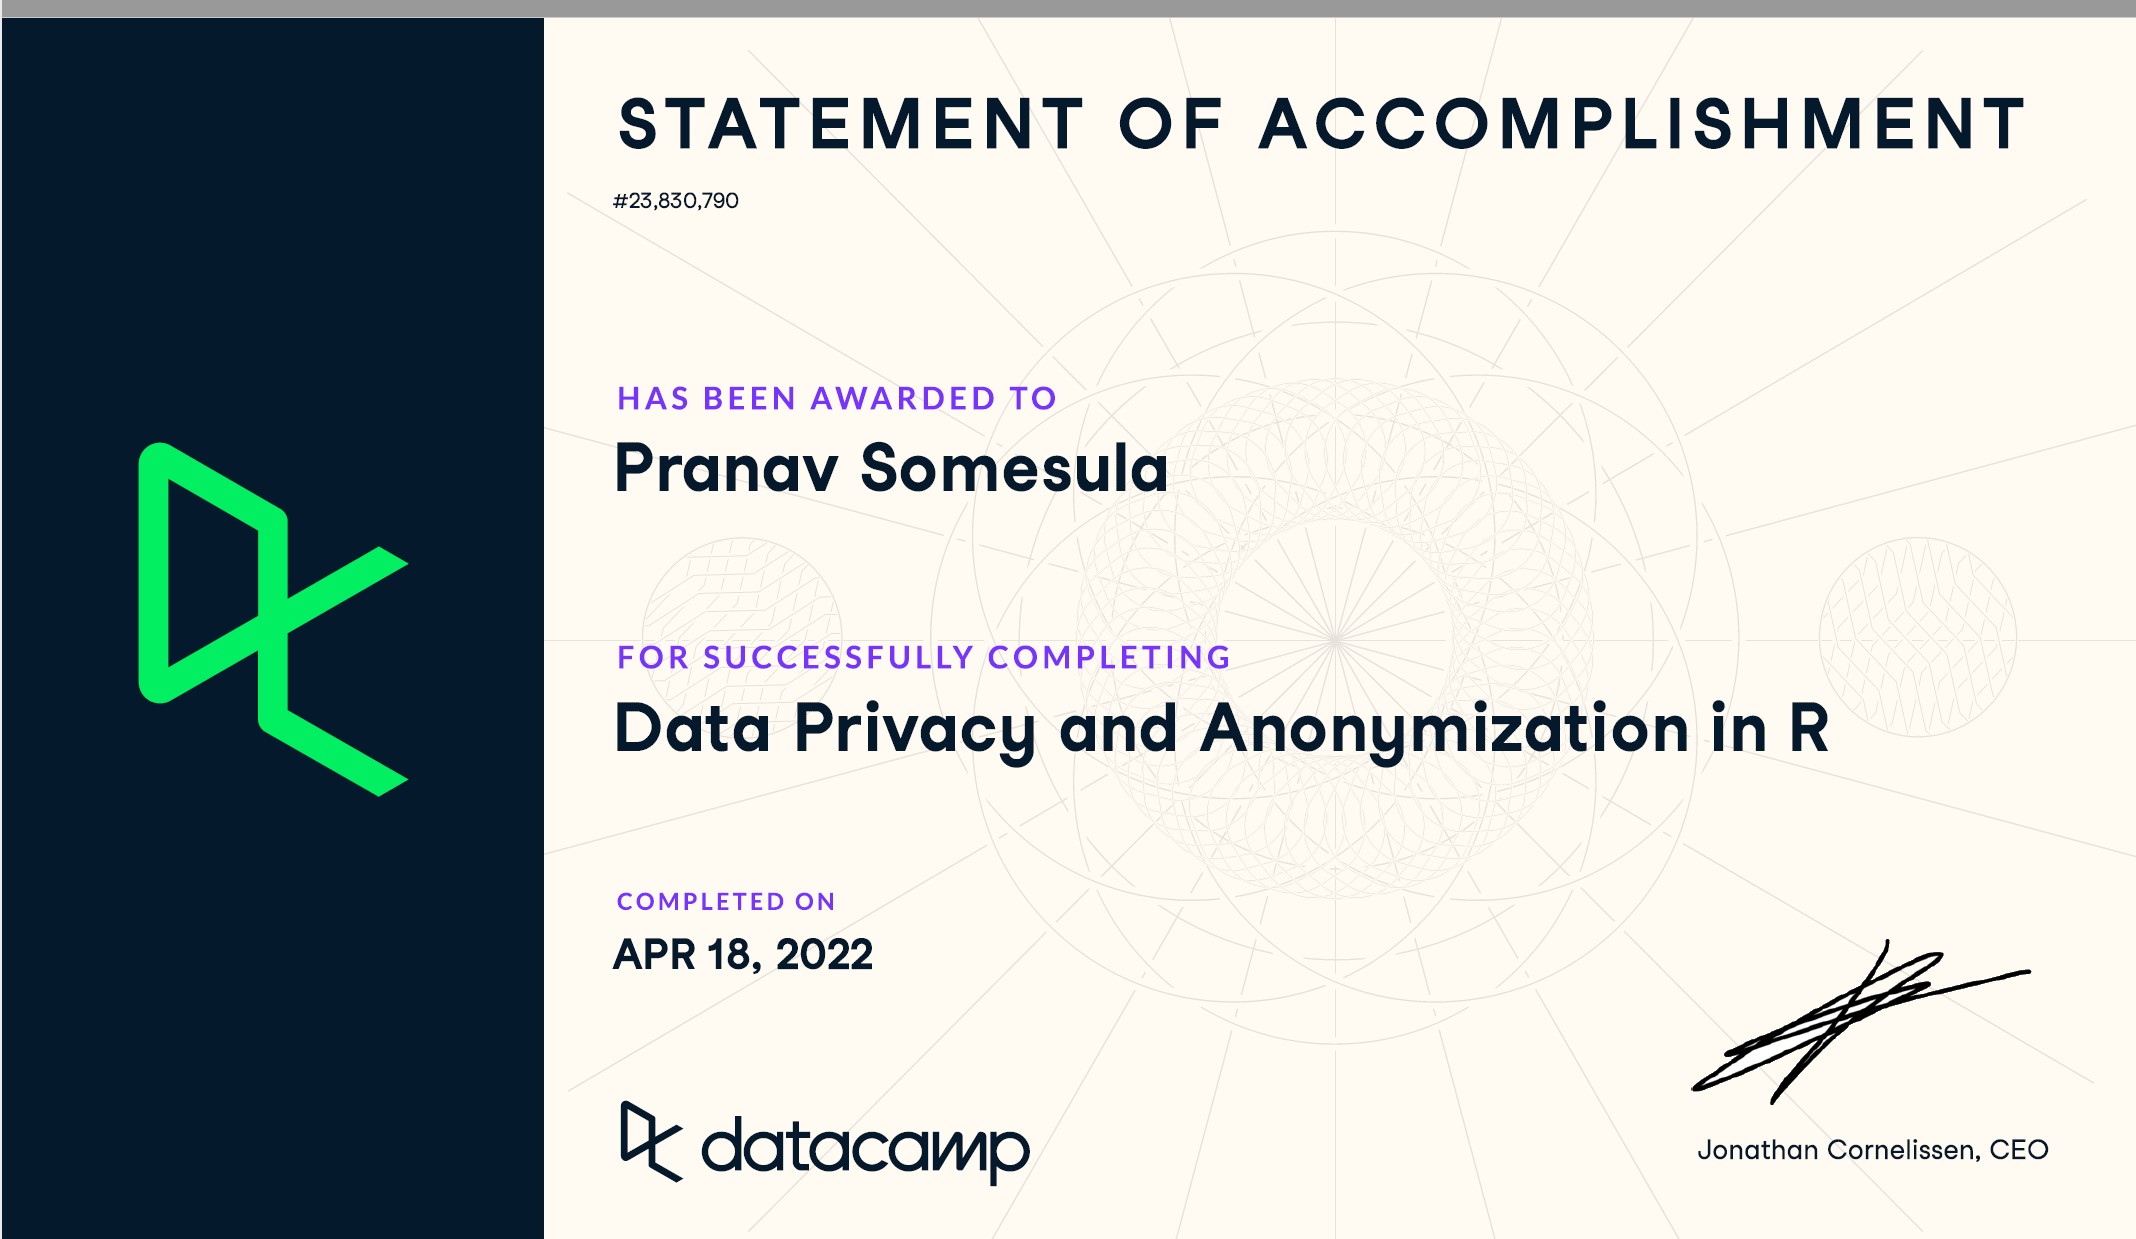 STATEMENT OF ACCOMPLISHMENT
#23,830,790
HAS BEEN AWARDED TO
Pranav Somesula
FOR SUCCESSFULLY COMPLETING
Data Privacy and Anonymization in R
COMPLETED ON
APR 18, 2022
datacamp
Jonathan Cornelissen, CEO